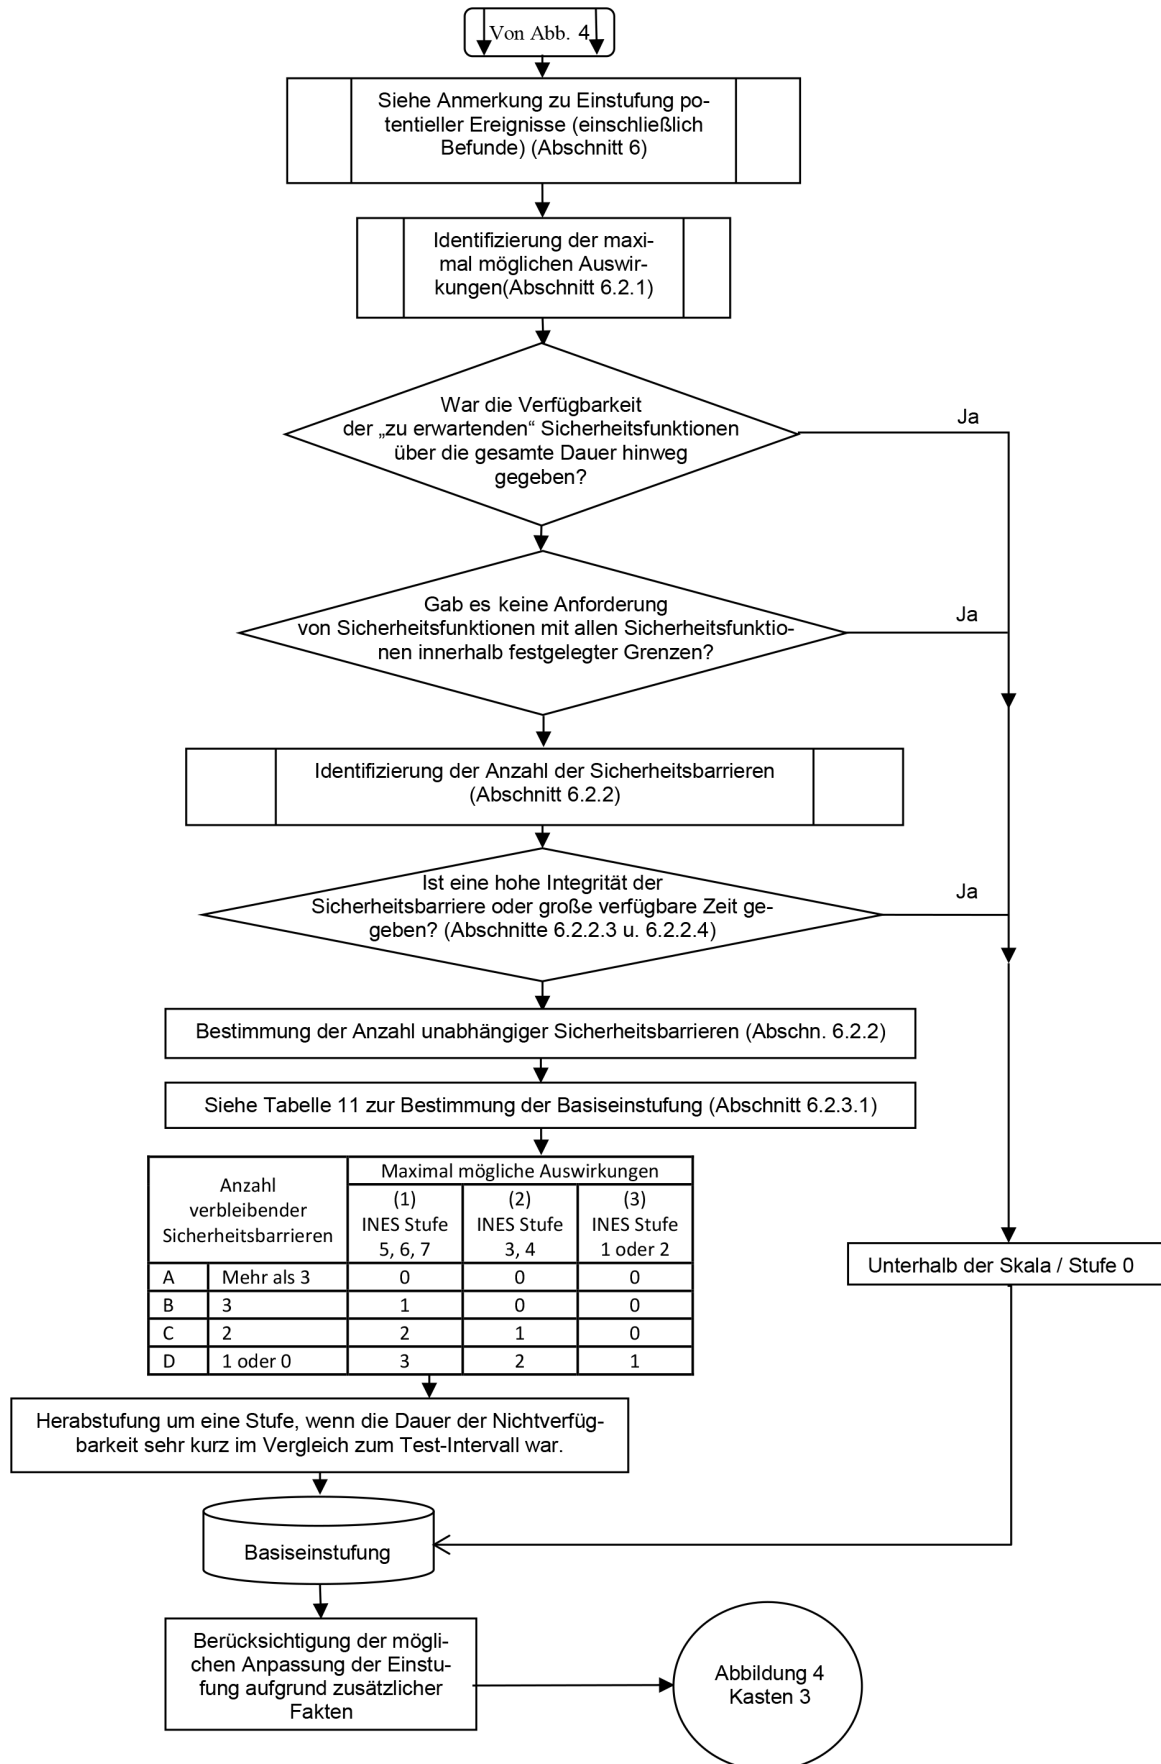 Von Abb. 4
Siehe Anmerkung zu Einstufung po-
tentieller Ereignisse (einschließlich
Befunde) (Abschnitt 6)
Identifizierung der maxi-
mal möglichen Auswir-
kungen(Abschnitt 6.2.1)
War die Verfügbarkeit
der „zu erwartenden“ Sicherheitsfunktionen
über die gesamte Dauer hinweg
gegeben?
Ja
Gab es keine Anforderung
von Sicherheitsfunktionen mit allen Sicherheitsfunktio-
nen innerhalb festgelegter Grenzen?
Ja
Identifizierung der Anzahl der Sicherheitsbarrieren
(Abschnitt 6.2.2)
Ist eine hohe Integrität der
Sicherheitsbarriere oder große verfügbare Zeit ge-
geben? (Abschnitte 6.2.2.3 u. 6.2.2.4)
Ja
Bestimmung der Anzahl unabhängiger Sicherheitsbarrieren (Abschn. 6.2.2)
Siehe Tabelle 11 zur Bestimmung der Basiseinstufung (Abschnitt 6.2.3.1)
Anzahl
verbleibender
Sicherheitsbarrieren
Maximal mögliche Auswirkungen
(1)
INES Stufe
5, 6, 7
(2)
INES Stufe
3, 4
(3)
INES Stufe
1 oder 2
A Mehr als 3 0 0 0
B 3 1 0 0
C 2 2 1 0
D 1 oder 0 3 2 1
Unterhalb der Skala / Stufe 0
Herabstufung um eine Stufe, wenn die Dauer der Nichtverfüg-
barkeit sehr kurz im Vergleich zum Test-Intervall war.
Basiseinstufung
Berücksichtigung der mögli-
chen Anpassung der Einstu-
fung aufgrund zusätzlicher
Fakten
Abbildung 4
Kasten 3